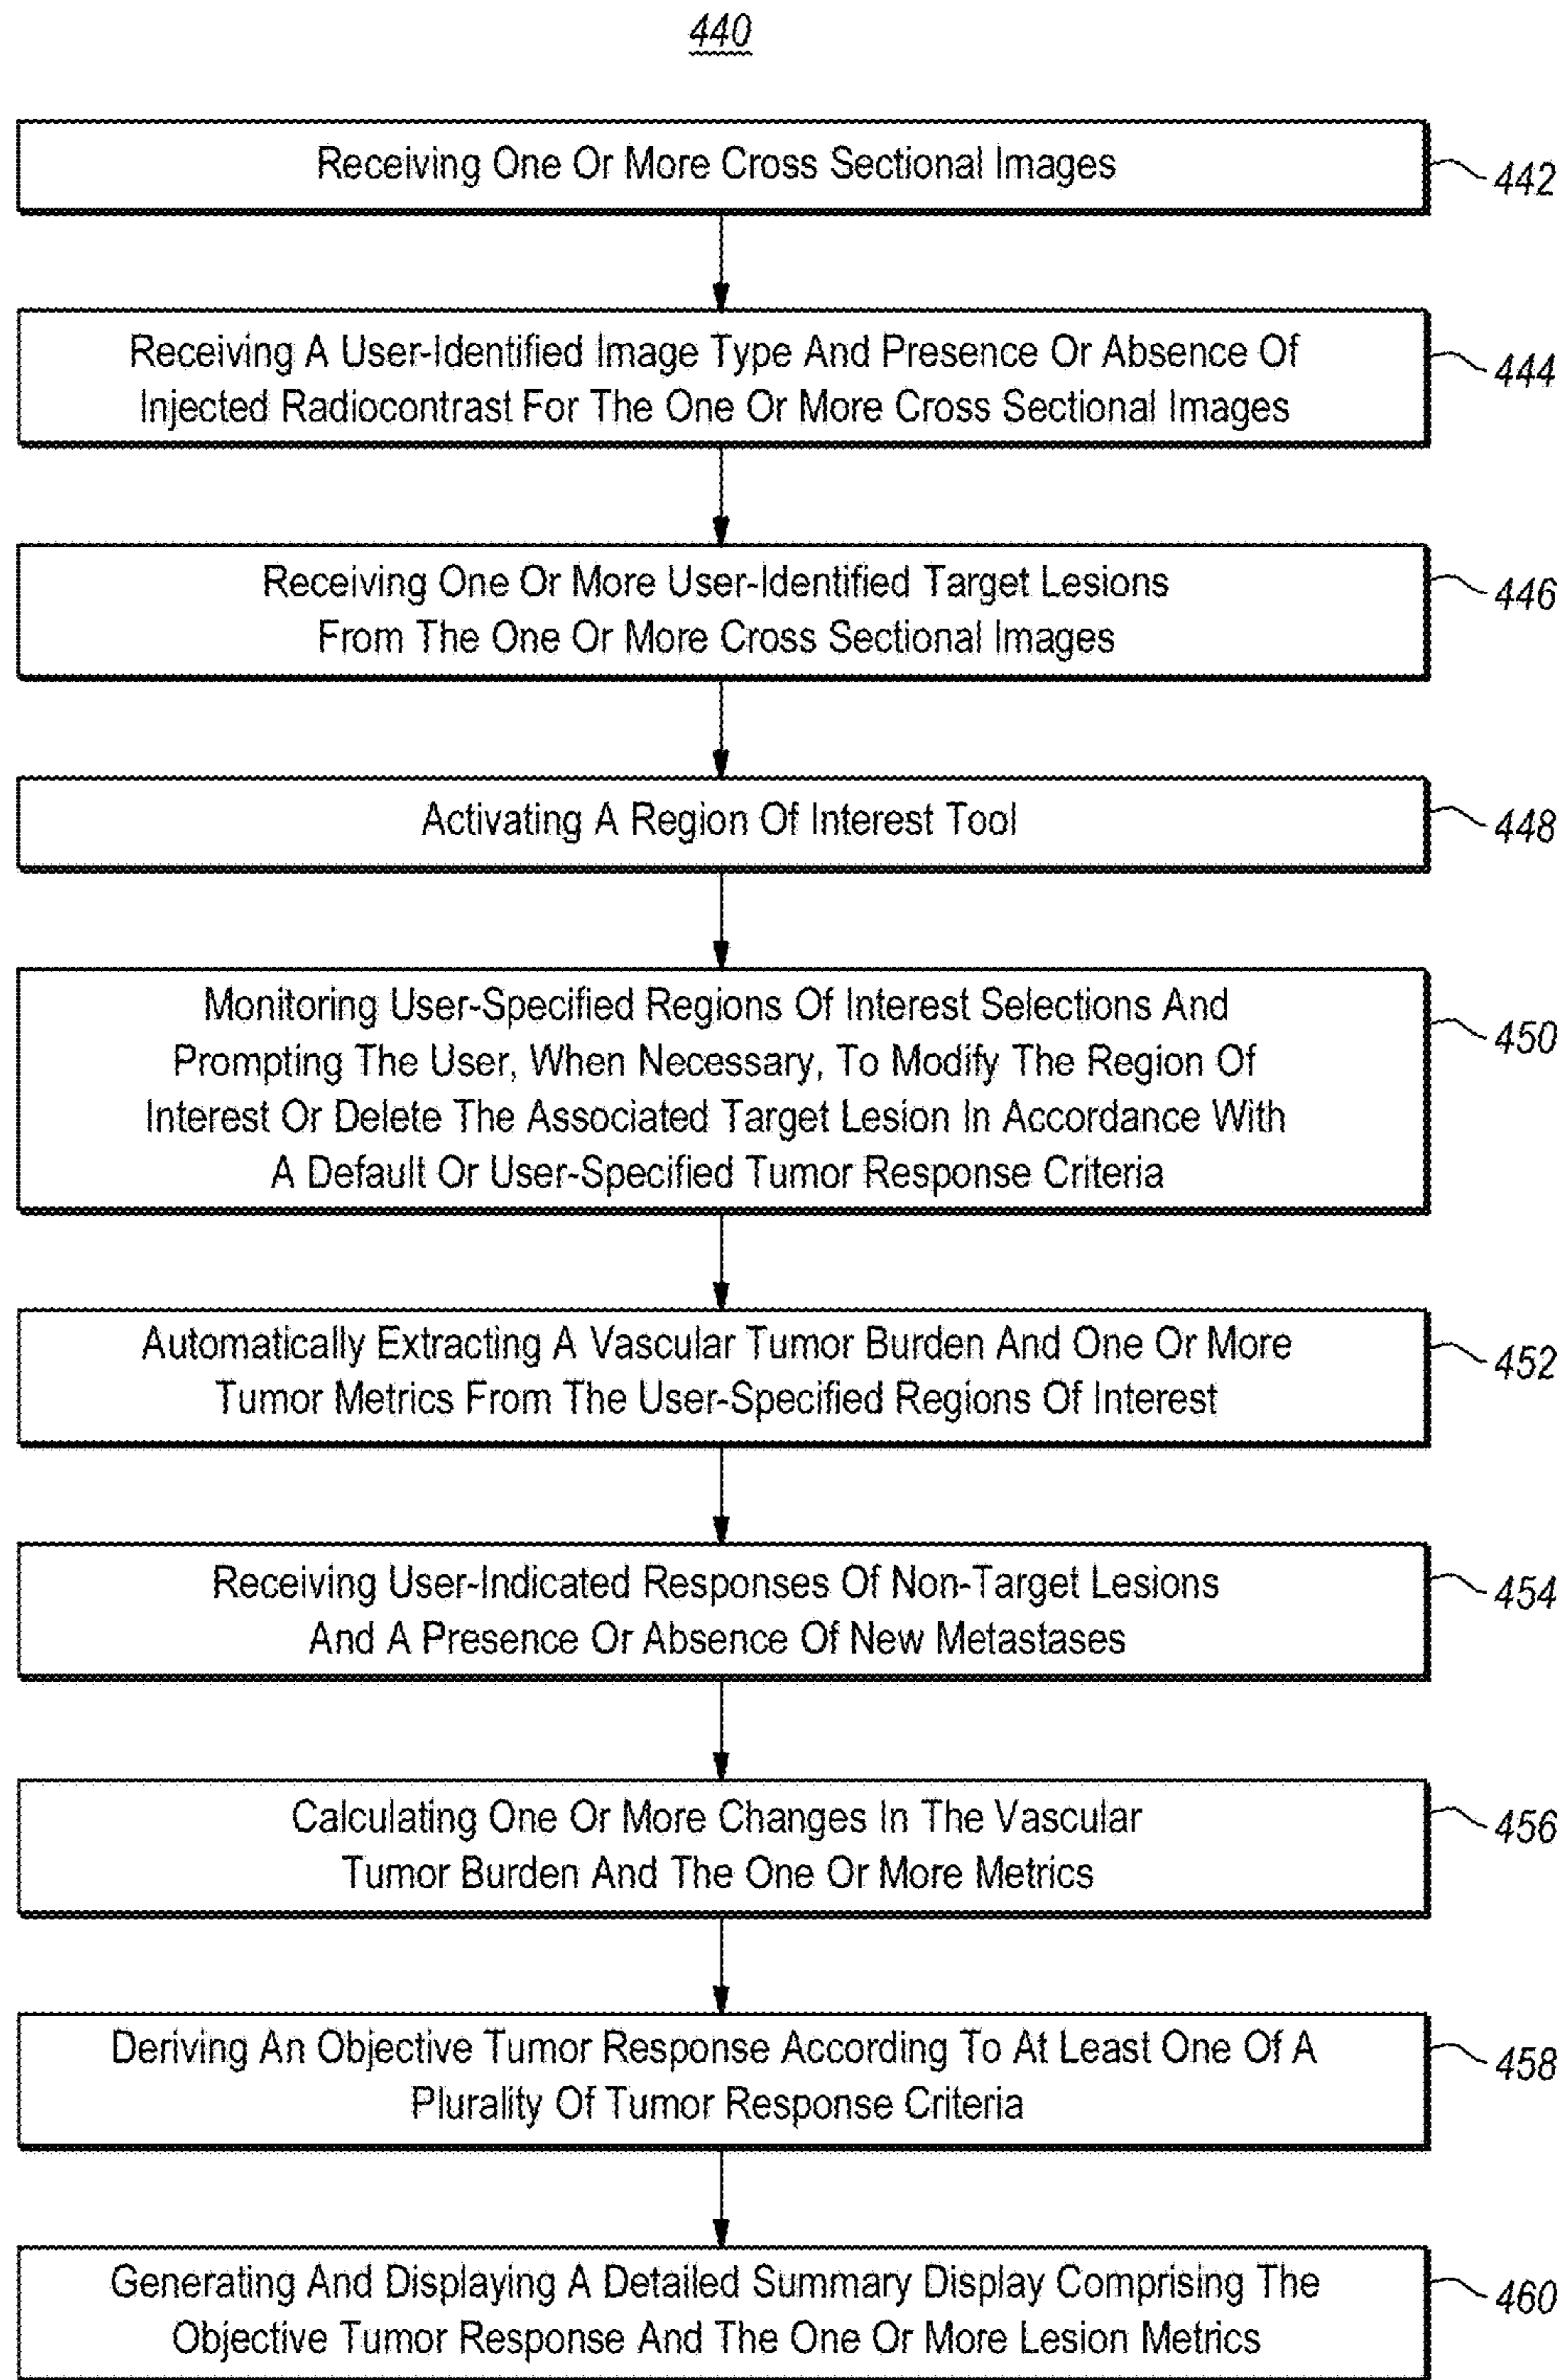 440
Receiving One Or More Cross Sectional Images
442
Receiving A User-Identified Image Type And Presence Or Absence Of
Injected Radiocontrast For The One Or More Cross Sectional Images
444
Receiving One Or More User-Identified Target Lesions
From The One Or More Cross Sectional Images
446
Activating A Region Of Interest Tool
448
Monitoring User-Specified Regions Of Interest Selections And
Prompting The User, When Necessary, To Modify The Region Of
Interest Or Delete The Associated Target Lesion In Accordance With
A Default Or User-Specified Tumor Response Criteria
450
Automatically Extracting A Vascular Tumor Burden And One Or More
Tumor Metrics From The User-Specified Regions Of Interest
452
Receiving User-Indicated Responses Of Non-Target Lesions
And A Presence Or Absence Of New Metastases
454
Calculating One Or More Changes In The Vascular
Tumor Burden And The One Or More Metrics
456
Deriving An Objective Tumor Response According To At Least One Of A
Plurality Of Tumor Response Criteria
458
Generating And Displaying A Detailed Summary Display Comprising The
Objective Tumor Response And The One Or More Lesion Metrics
460